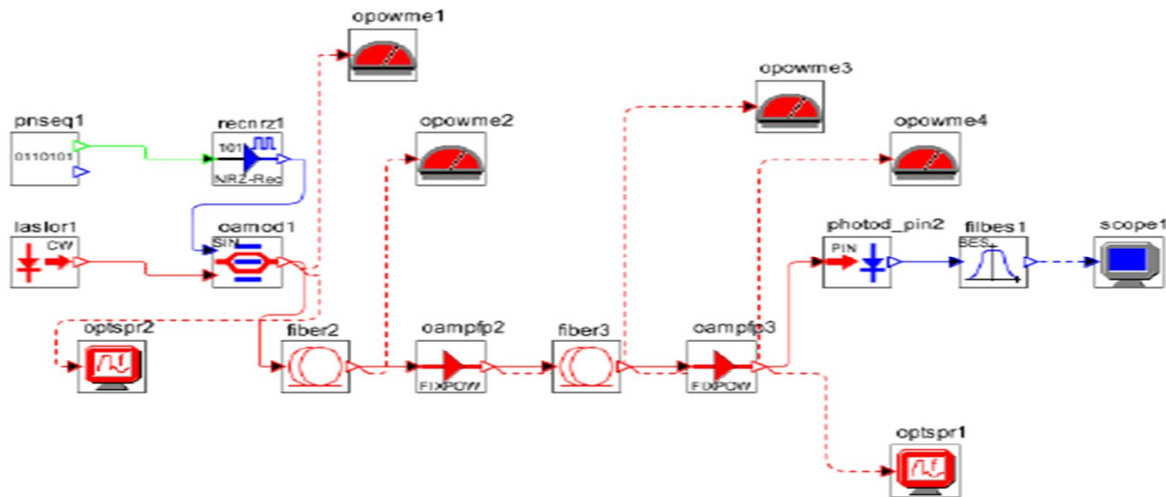 opowme1
opowme3
pnseq1
recnrz1
opowme2
opowme4
0110101
101
NRZ-Rec
laslor1
oamod1
photod_pin2
filbes1
scope1
CW
SIN
PIN
BES
optspr2
fiber2
oampfp2
fiber3
oampfp3
FIXPOW
FIXPOW
optspr1